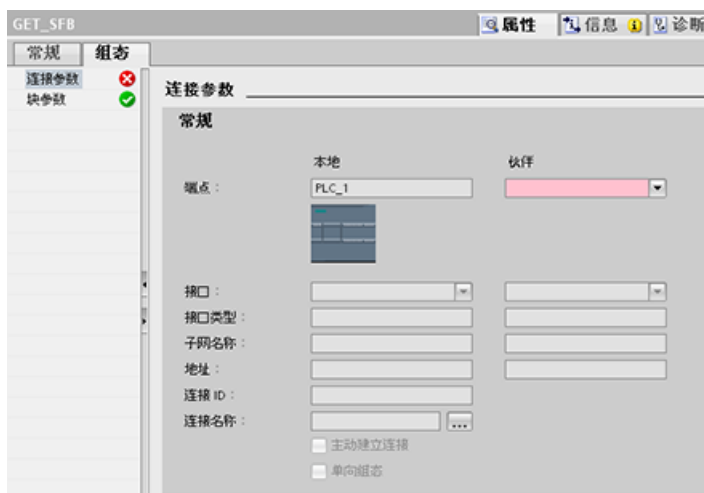 GET_SFB
属性 信息 诊断
常规 组态
连接参数
块参数
连接参数
常规
本地 伙伴
端点：
PLC_1
接口：
接口类型：
子网名称：
地址：
连接 ID：
连接名称：
...
主动建立连接
单向组态